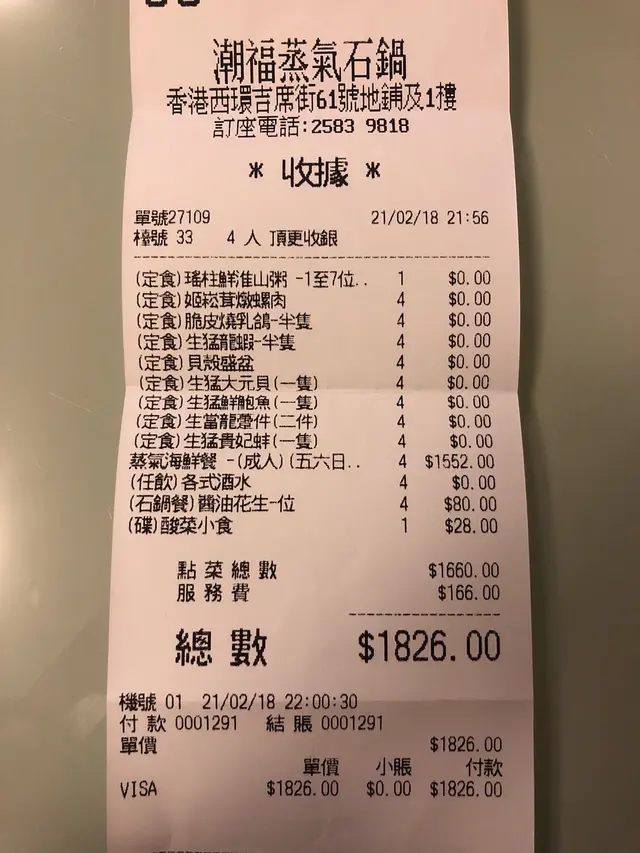 潮福蒸氣石鍋
香港西環吉席街61號地鋪及1樓
訂座電話:2583 9818
* 收據 *
單號27109 21/02/18 21:56
檯號 33 4 人 頂更收銀
(定食)瑤柱鮮淮山粥 -1至7位.. 1 $0.00
(定食)姬崧茸燉螺肉 4 $0.00
(定食)脆皮燒乳鴿-半隻 4 $0.00
(定食)生猛龍蝦-半隻 4 $0.00
(定食)貝殼盛盆 4 $0.00
(定食)生猛大元貝(一隻) 4 $0.00
(定食)生猛鮮鮑魚(一隻) 4 $0.00
(定食)生當龍躉件(二件) 4 $0.00
(定食)生猛貴妃蚌(一隻) 4 $0.00
蒸氣海鮮餐 -(成人)(五六日.. 4 $1552.00
(任飲)各式酒水 4 $0.00
(石鍋餐)醬油花生-位 4 $80.00
(碟)酸菜小食 1 $28.00
點菜總數 $1660.00
服務費 $166.00
總數 $1826.00
機號 01 21/02/18 22:00:30
付款 0001291 結賬 0001291
單價 $1826.00
單價 小賬 付款
VISA $1826.00 $0.00 $1826.00